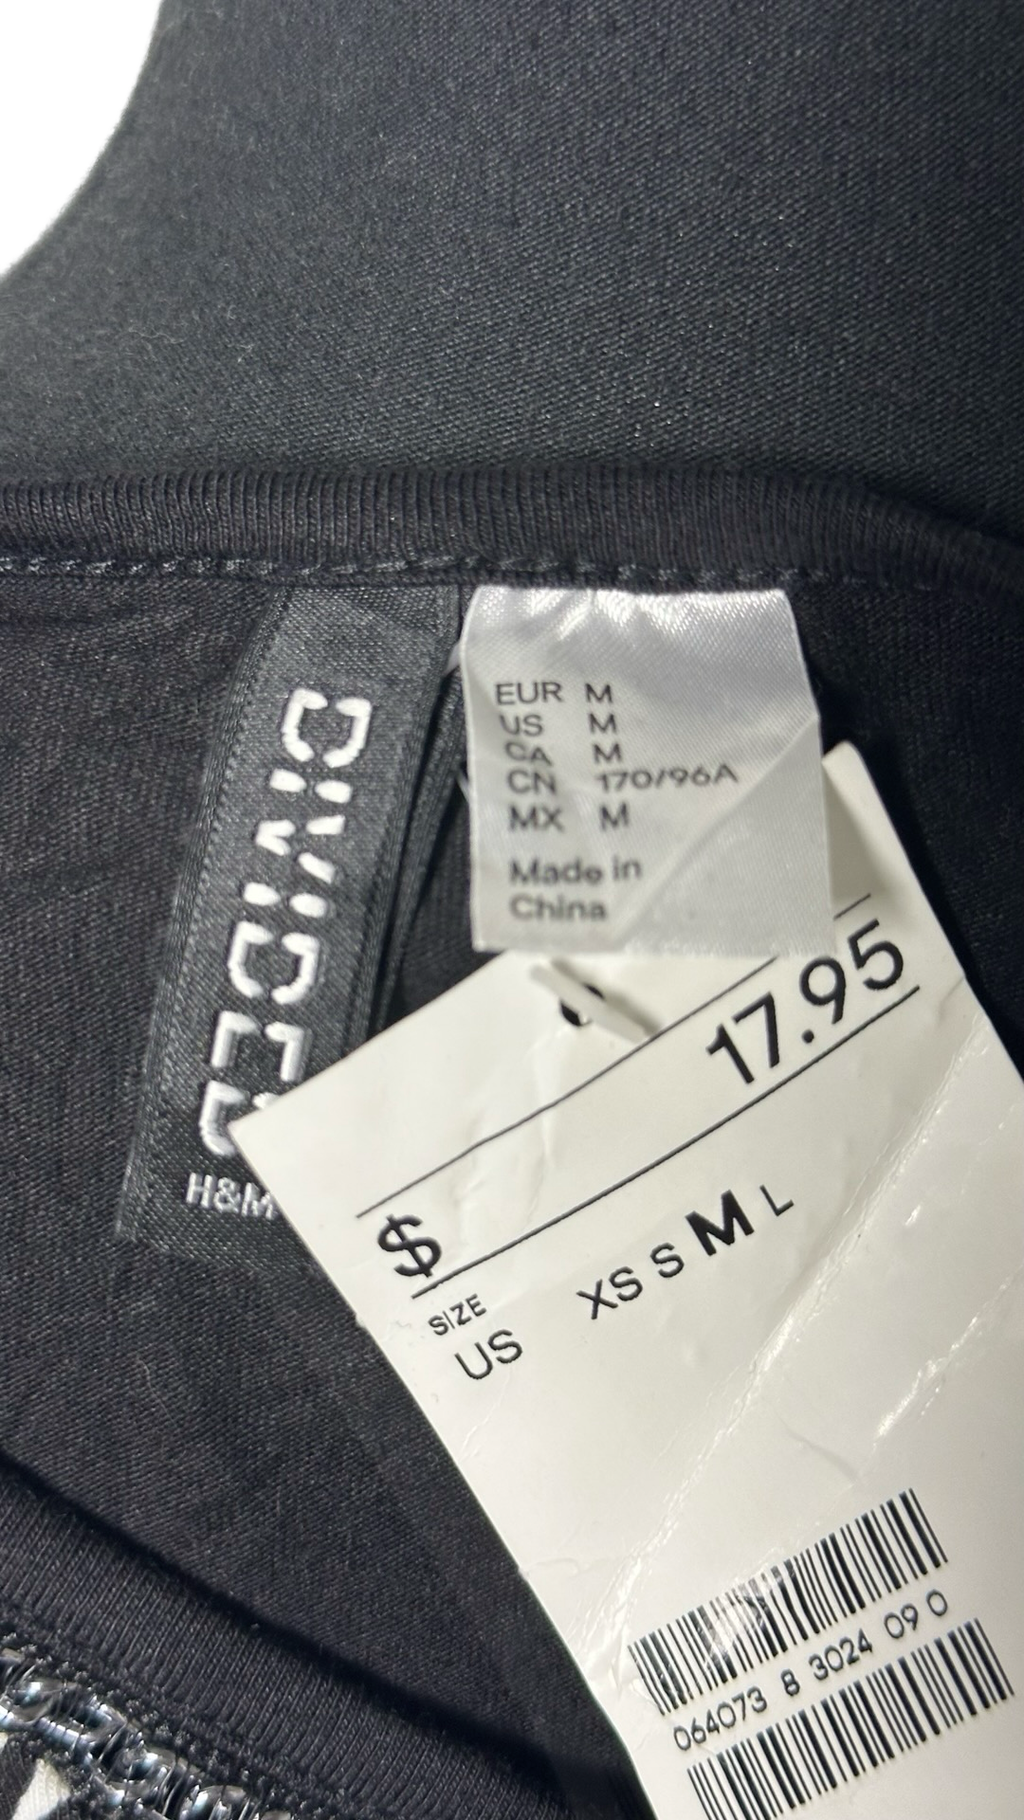 DIVIDED
H&M
EUR M
US M
CA M
CN 170/96A
MX M
Made in
China
$ 17.95
SIZE
US XS S M L
064073 8 3024 09 0